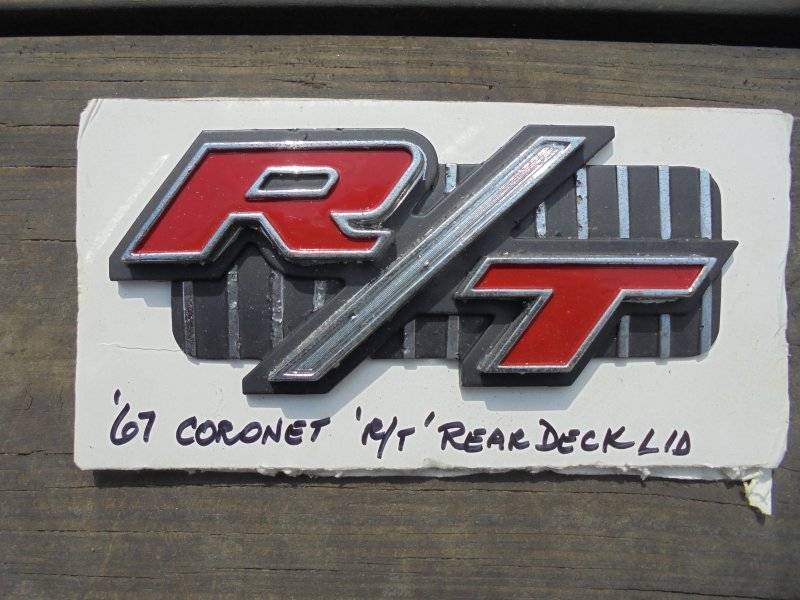 R/T
'67 CORONET 'R/T' REAR DECK LID